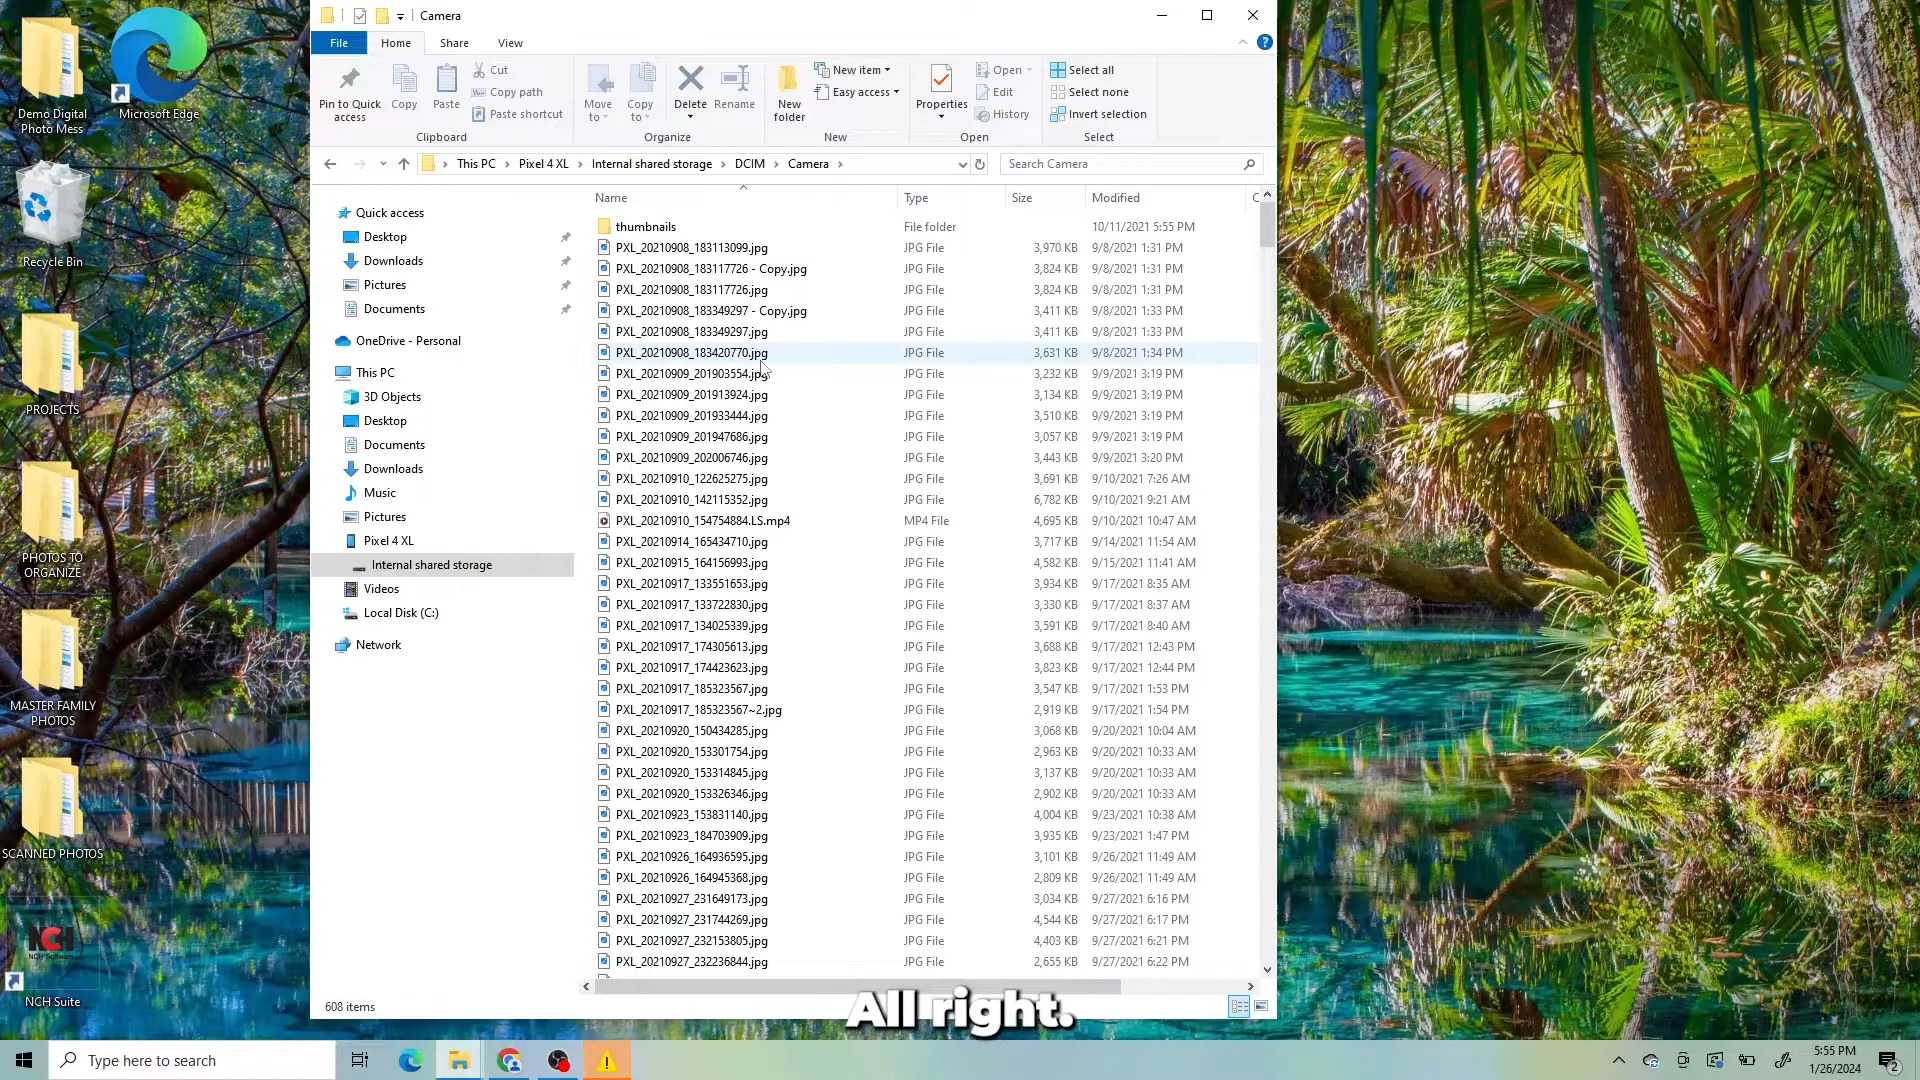 Camera
File
Home
Share
View
Pin to Quick access
Copy
Paste
Cut
Copy path
Paste shortcut
Clipboard
Move to
Copy to
Delete
Rename
Organize
New folder
New item
Easy access
New
Properties
Open
Edit
History
Open
Select all
Select none
Invert selection
Select
This PC > Pixel 4 XL > Internal shared storage > DCIM > Camera >
Search Camera
Quick access
Desktop
Downloads
Pictures
Documents
OneDrive - Personal
This PC
3D Objects
Desktop
Documents
Downloads
Music
Pictures
Pixel 4 XL
Internal shared storage
Videos
Local Disk (C:)
Network
Name Type Size Modified C
thumbnails File folder 10/11/2021 5:55 PM
PXL_20210908_183113099.jpg JPG File 3,970 KB 9/8/2021 1:31 PM
PXL_20210908_183117726 - Copy.jpg JPG File 3,824 KB 9/8/2021 1:31 PM
PXL_20210908_183117726.jpg JPG File 3,824 KB 9/8/2021 1:31 PM
PXL_20210908_183349297 - Copy.jpg JPG File 3,411 KB 9/8/2021 1:33 PM
PXL_20210908_183349297.jpg JPG File 3,411 KB 9/8/2021 1:33 PM
PXL_20210908_183420770.jpg JPG File 3,631 KB 9/8/2021 1:34 PM
PXL_20210909_201903554.jpg JPG File 3,232 KB 9/9/2021 3:19 PM
PXL_20210909_201913924.jpg JPG File 3,134 KB 9/9/2021 3:19 PM
PXL_20210909_201933444.jpg JPG File 3,510 KB 9/9/2021 3:19 PM
PXL_20210909_201947686.jpg JPG File 3,057 KB 9/9/2021 3:19 PM
PXL_20210909_202006746.jpg JPG File 3,443 KB 9/9/2021 3:20 PM
PXL_20210910_122625275.jpg JPG File 3,691 KB 9/10/2021 7:26 AM
PXL_20210910_142115352.jpg JPG File 6,782 KB 9/10/2021 9:21 AM
PXL_20210910_154754884.LS.mp4 MP4 File 4,695 KB 9/10/2021 10:47 AM
PXL_20210914_165434710.jpg JPG File 3,717 KB 9/14/2021 11:54 AM
PXL_20210915_164156993.jpg JPG File 4,582 KB 9/15/2021 11:41 AM
PXL_20210917_133551653.jpg JPG File 3,934 KB 9/17/2021 8:35 AM
PXL_20210917_133722830.jpg JPG File 3,330 KB 9/17/2021 8:37 AM
PXL_20210917_134025339.jpg JPG File 3,591 KB 9/17/2021 8:40 AM
PXL_20210917_174305613.jpg JPG File 3,688 KB 9/17/2021 12:43 PM
PXL_20210917_174423623.jpg JPG File 3,823 KB 9/17/2021 12:44 PM
PXL_20210917_185323567.jpg JPG File 3,547 KB 9/17/2021 1:53 PM
PXL_20210917_185323567~2.jpg JPG File 2,919 KB 9/17/2021 1:54 PM
PXL_20210920_150434285.jpg JPG File 3,068 KB 9/20/2021 10:04 AM
PXL_20210920_153301754.jpg JPG File 2,963 KB 9/20/2021 10:33 AM
PXL_20210920_153314845.jpg JPG File 3,137 KB 9/20/2021 10:33 AM
PXL_20210920_153326346.jpg JPG File 2,902 KB 9/20/2021 10:33 AM
PXL_20210923_153831140.jpg JPG File 4,004 KB 9/23/2021 10:38 AM
PXL_20210923_184703909.jpg JPG File 3,935 KB 9/23/2021 1:47 PM
PXL_20210926_164936595.jpg JPG File 3,101 KB 9/26/2021 11:49 AM
PXL_20210926_164945368.jpg JPG File 2,809 KB 9/26/2021 11:49 AM
PXL_20210927_231649173.jpg JPG File 3,034 KB 9/27/2021 6:16 PM
PXL_20210927_231744269.jpg JPG File 4,544 KB 9/27/2021 6:17 PM
PXL_20210927_232153805.jpg JPG File 4,403 KB 9/27/2021 6:21 PM
PXL_20210927_232236844.jpg JPG File 2,655 KB 9/27/2021 6:22 PM
608 items
All right.
Demo Digital
Photo Mess
Microsoft Edge
Recycle Bin
PROJECTS
PHOTOS TO
ORGANIZE
MASTER FAMILY
PHOTOS
SCANNED PHOTOS
NCH
NCH Software
NCH Suite
Type here to search
5:55 PM
1/26/2024
2